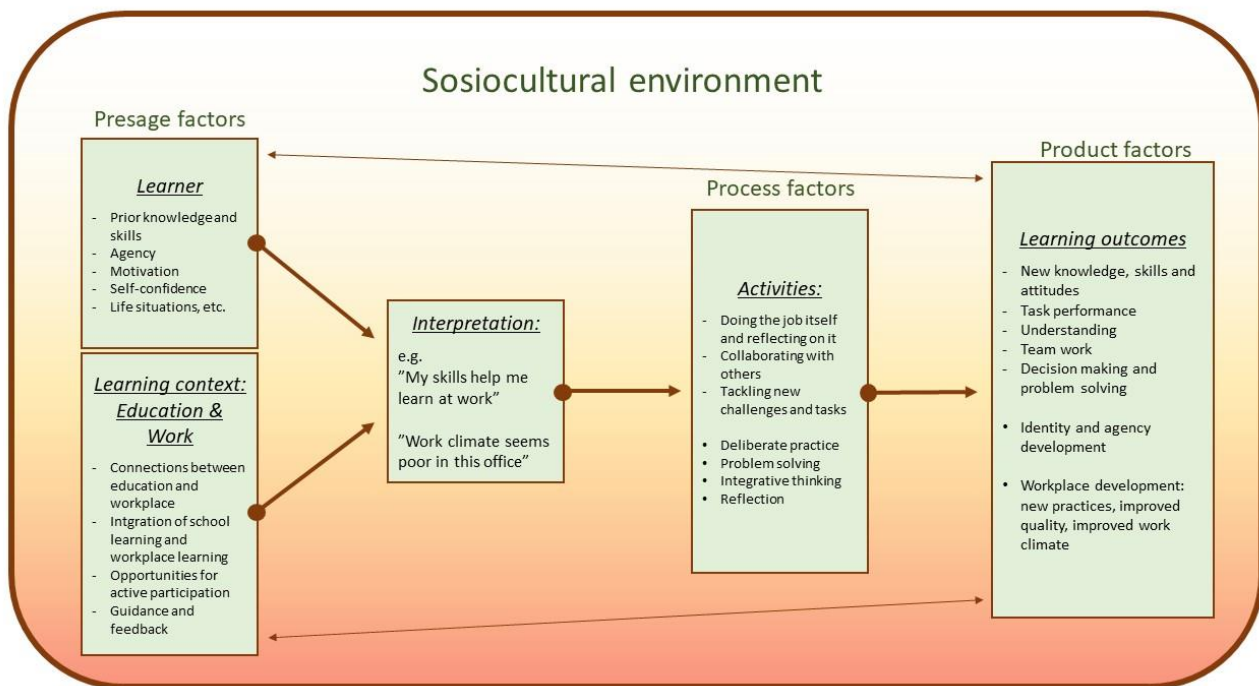 Sosiocultural environment
Presage factors
Learner
- Prior knowledge and
skills
- Agency
- Motivation
- Self-confidence
- Life situations, etc.
Learning context:
Education &
Work
- Connections between
education and
workplace
- Intgration of school
learning and
workplace learning
- Opportunities for
active participation
- Guidance and
feedback
Interpretation:
e.g.
”My skills help me
learn at work”
”Work climate seems
poor in this office”
Process factors
Activities:
- Doing the job itself
and reflecting on it
- Collaborating with
others
- Tackling new
challenges and tasks
• Deliberate practice
• Problem solving
• Integrative thinking
• Reflection
Product factors
Learning outcomes
- New knowledge, skills and
attitudes
- Task performance
- Understanding
- Team work
- Decision making and
problem solving
• Identity and agency
development
• Workplace development:
new practices, improved
quality, improved work
climate